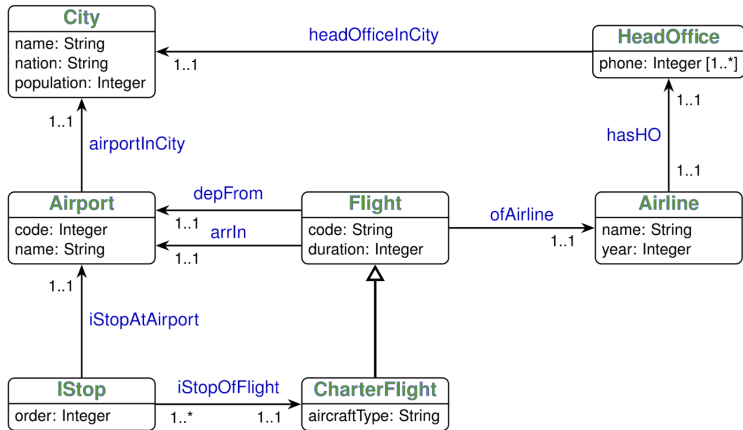 City
name: String
nation: String
population: Integer
headOfficeInCity
1..1
HeadOffice
phone: Integer [1..*]
1..1
airportInCity
1..1
hasHO
1..1
Airport
code: Integer
name: String
depFrom
1..1
arrIn
1..1
Flight
code: String
duration: Integer
ofAirline
1..1
Airline
name: String
year: Integer
1..1
iStopAtAirport
IStop
order: Integer
iStopOfFlight
1..*
1..1
CharterFlight
aircraftType: String